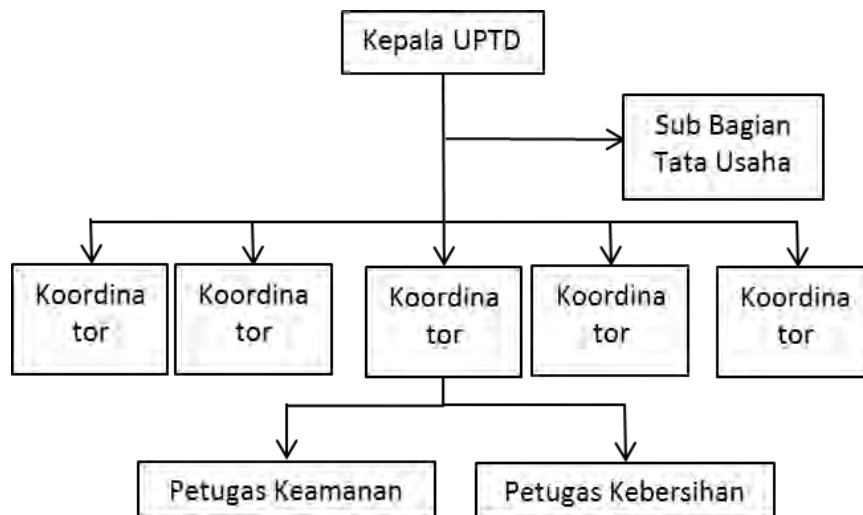 Kepala UPTD
Sub Bagian
Tata Usaha
Koordina
tor
Koordina
tor
Koordina
tor
Koordina
tor
Koordina
tor
Petugas Keamanan
Petugas Kebersihan